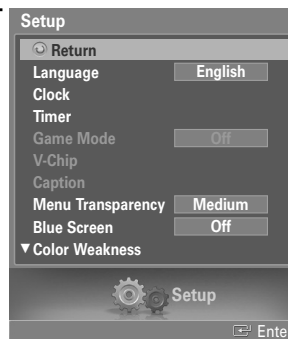 Setup
Return
Language English
Clock
Timer
Game Mode Off
V-Chip
Caption
Menu Transparency Medium
Blue Screen Off
▼Color Weakness
Setup
Ente